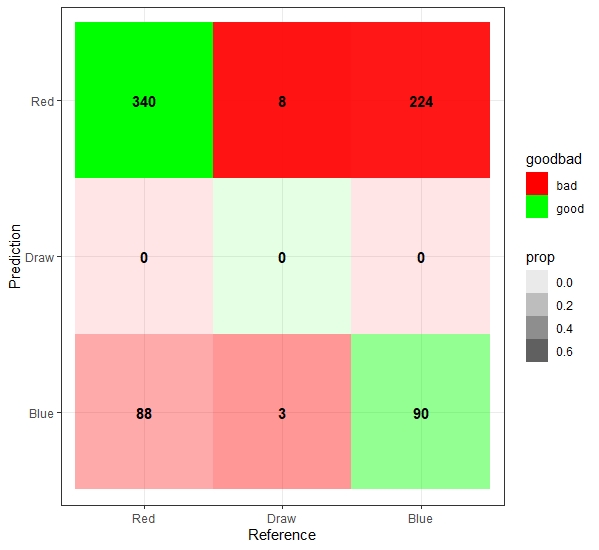 Red 340 8 224
Draw 0 0 0
Blue 88 3 90
Red Draw Blue
Reference
Prediction
goodbad
bad
good
prop
0.0
0.2
0.4
0.6